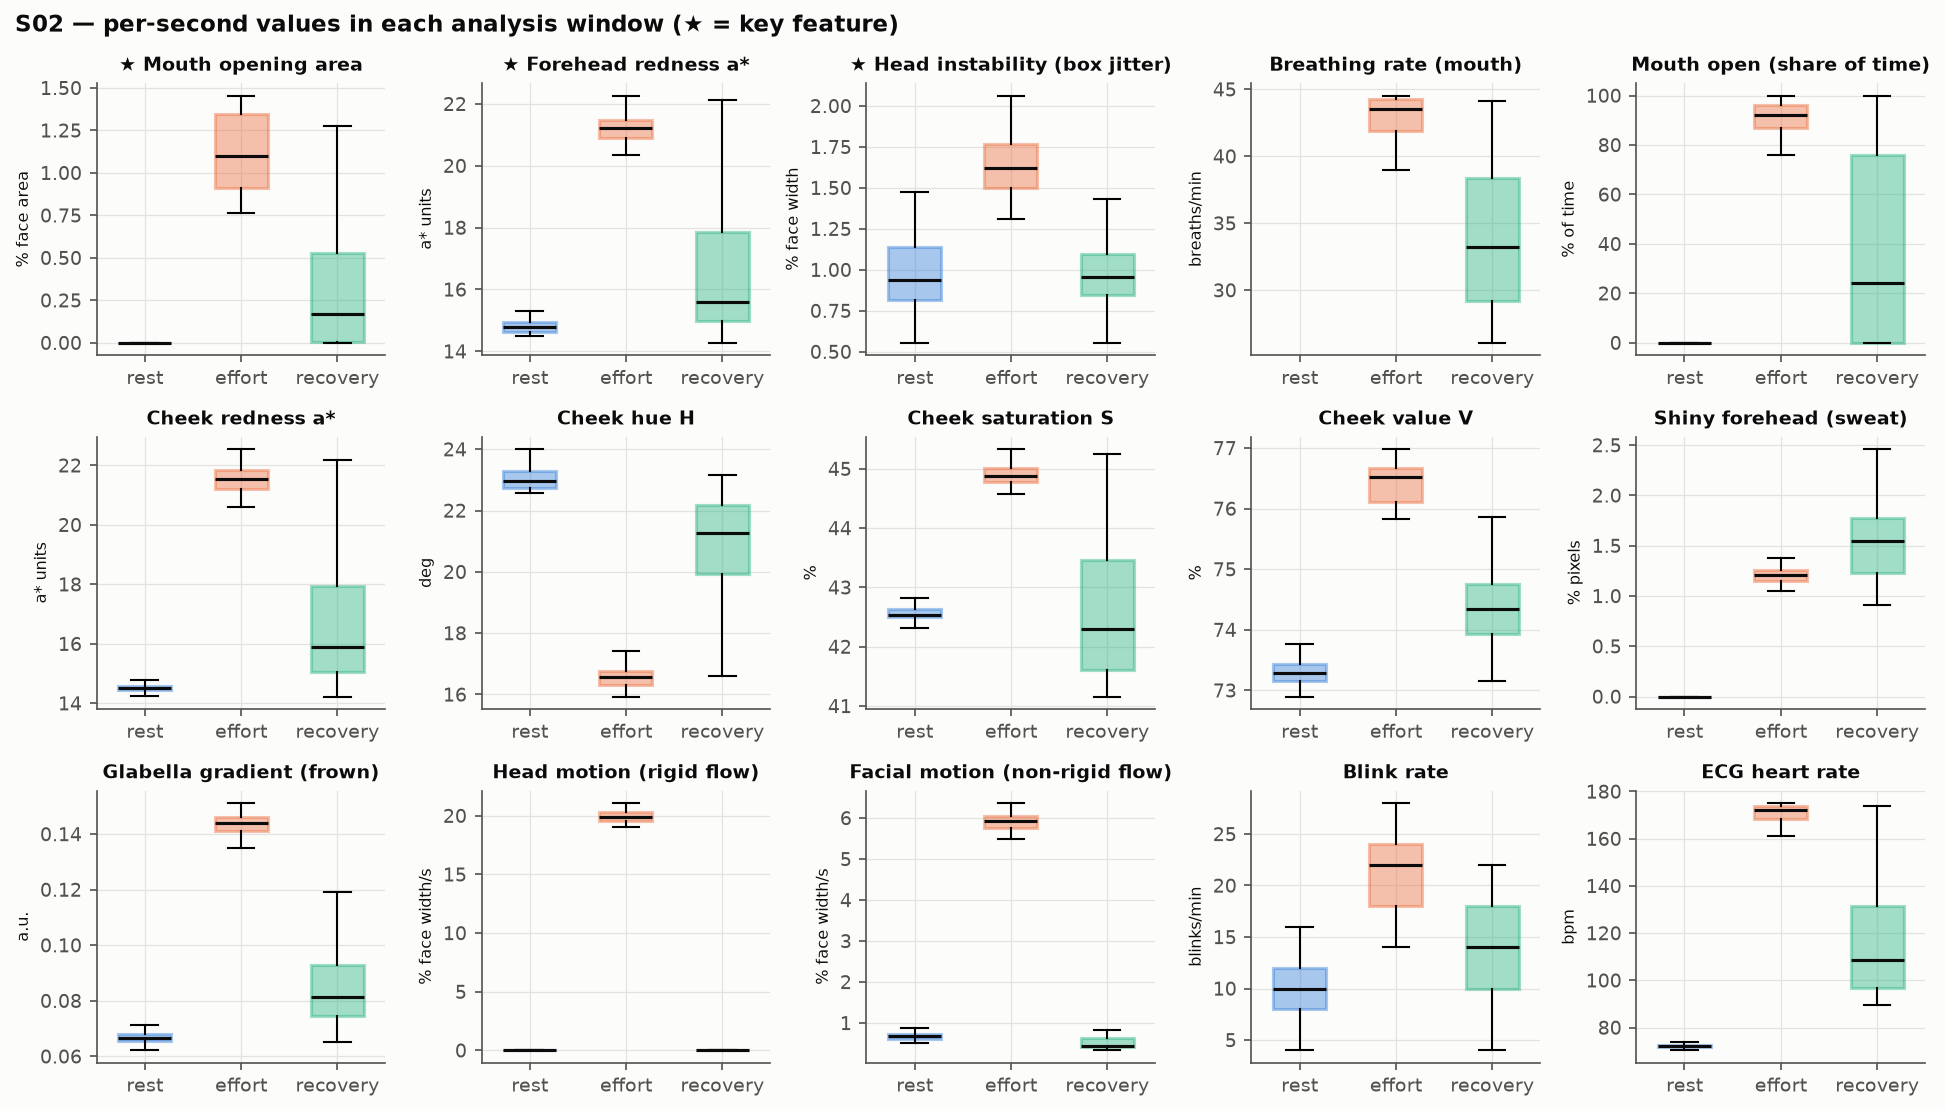 S02 — per-second values in each analysis window (★ = key feature)
★ Mouth opening area
★ Forehead redness a*
★ Head instability (box jitter)
Breathing rate (mouth)
Mouth open (share of time)
% face area
1.50
1.25
1.00
0.75
0.50
0.25
0.00
rest effort recovery
a* units
22
20
18
16
14
rest effort recovery
% face width
2.00
1.75
1.50
1.25
1.00
0.75
0.50
rest effort recovery
breaths/min
45
40
35
30
rest effort recovery
% of time
100
80
60
40
20
0
rest effort recovery
Cheek redness a*
Cheek hue H
Cheek saturation S
Cheek value V
Shiny forehead (sweat)
a* units
22
20
18
16
14
rest effort recovery
deg
24
22
20
18
16
rest effort recovery
%
45
44
43
42
41
rest effort recovery
%
77
76
75
74
73
rest effort recovery
% pixels
2.5
2.0
1.5
1.0
0.5
0.0
rest effort recovery
Glabella gradient (frown)
Head motion (rigid flow)
Facial motion (non-rigid flow)
Blink rate
ECG heart rate
a.u.
0.14
0.12
0.10
0.08
0.06
rest effort recovery
% face width/s
20
15
10
5
0
rest effort recovery
% face width/s
6
5
4
3
2
1
rest effort recovery
blinks/min
25
20
15
10
5
rest effort recovery
bpm
180
160
140
120
100
80
rest effort recovery